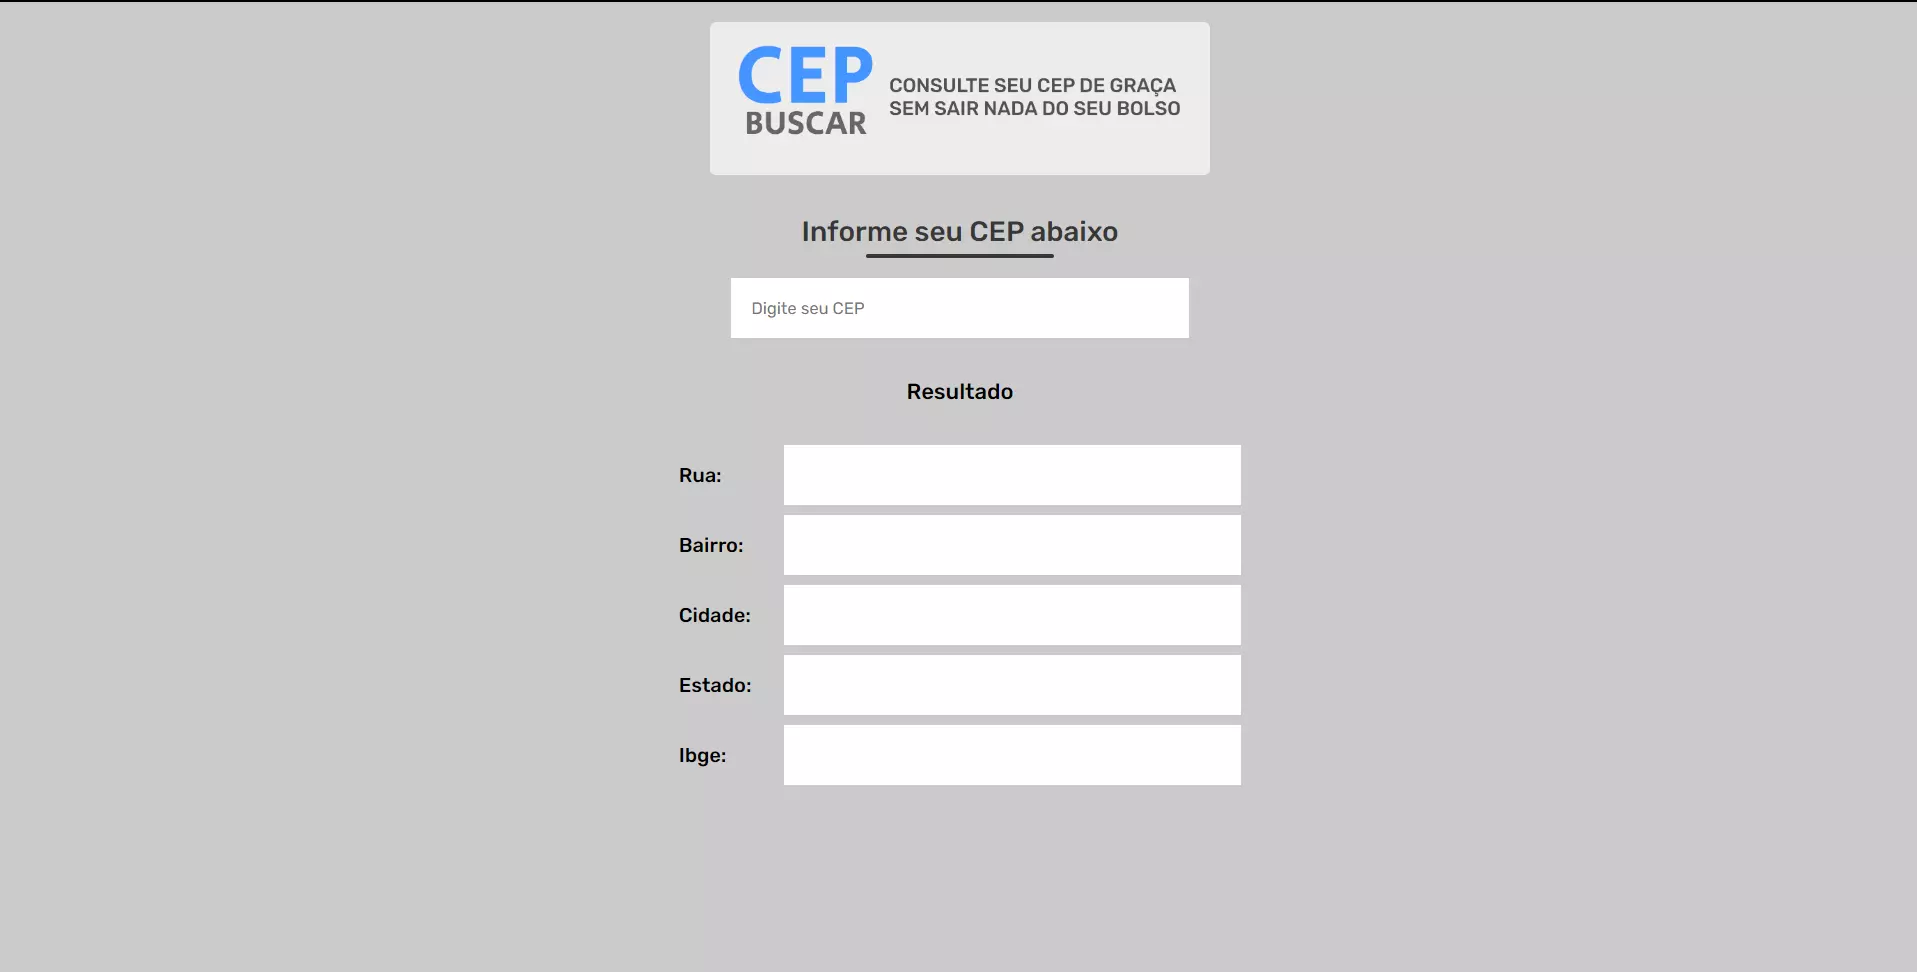 CEP
BUSCAR
CONSULTE SEU CEP DE GRAÇA
SEM SAIR NADA DO SEU BOLSO
Informe seu CEP abaixo
Digite seu CEP
Resultado
Rua:
Bairro:
Cidade:
Estado:
Ibge: